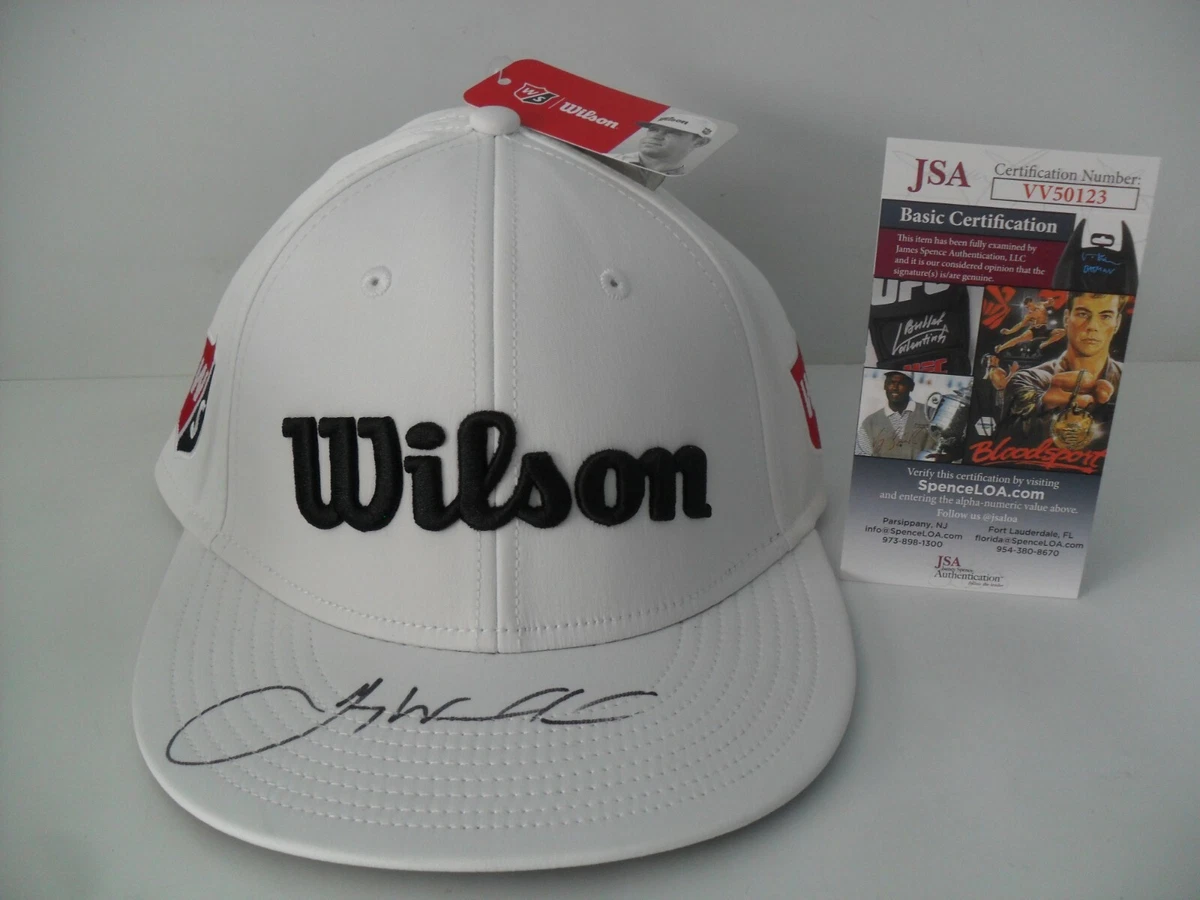 W/S Wilson
Wilson
Wilson
JSA
Certification Number:
VV50123
Basic Certification
This item has been fully examined by
James Spence Authentication, LLC
and it is our considered opinion that the
signature(s) is/are genuine.
UFC
Bloodsport
Verify this certification by visiting
SpenceLOA.com
and entering the alpha-numeric value above.
Follow us @jsaloa
Parsippany, NJ
info@SpenceLOA.com
973-898-1300
Fort Lauderdale, FL
florida@SpenceLOA.com
954-380-8670
JSA
James Spence
Authentication